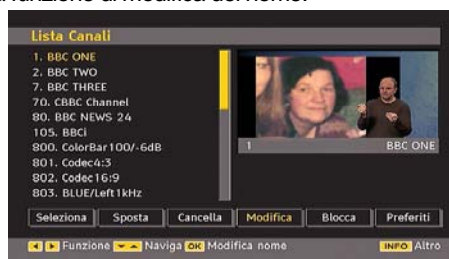 funzione di modifica del nome.
Lista Canali
1. BBC ONE
2. BBC TWO
7. BBC THREE
70. CBBC Channel
80. BBC NEWS 24
105. BBCi
800. ColorBar100/-6dB
801. Codec4:3
802. Codec16:9
803. BLUE/Left1kHz
1 BBC ONE
Seleziona Sposta Cancella Modifica Blocca Preferiti
Funzione Naviga OK Modifica nome INFO Altro